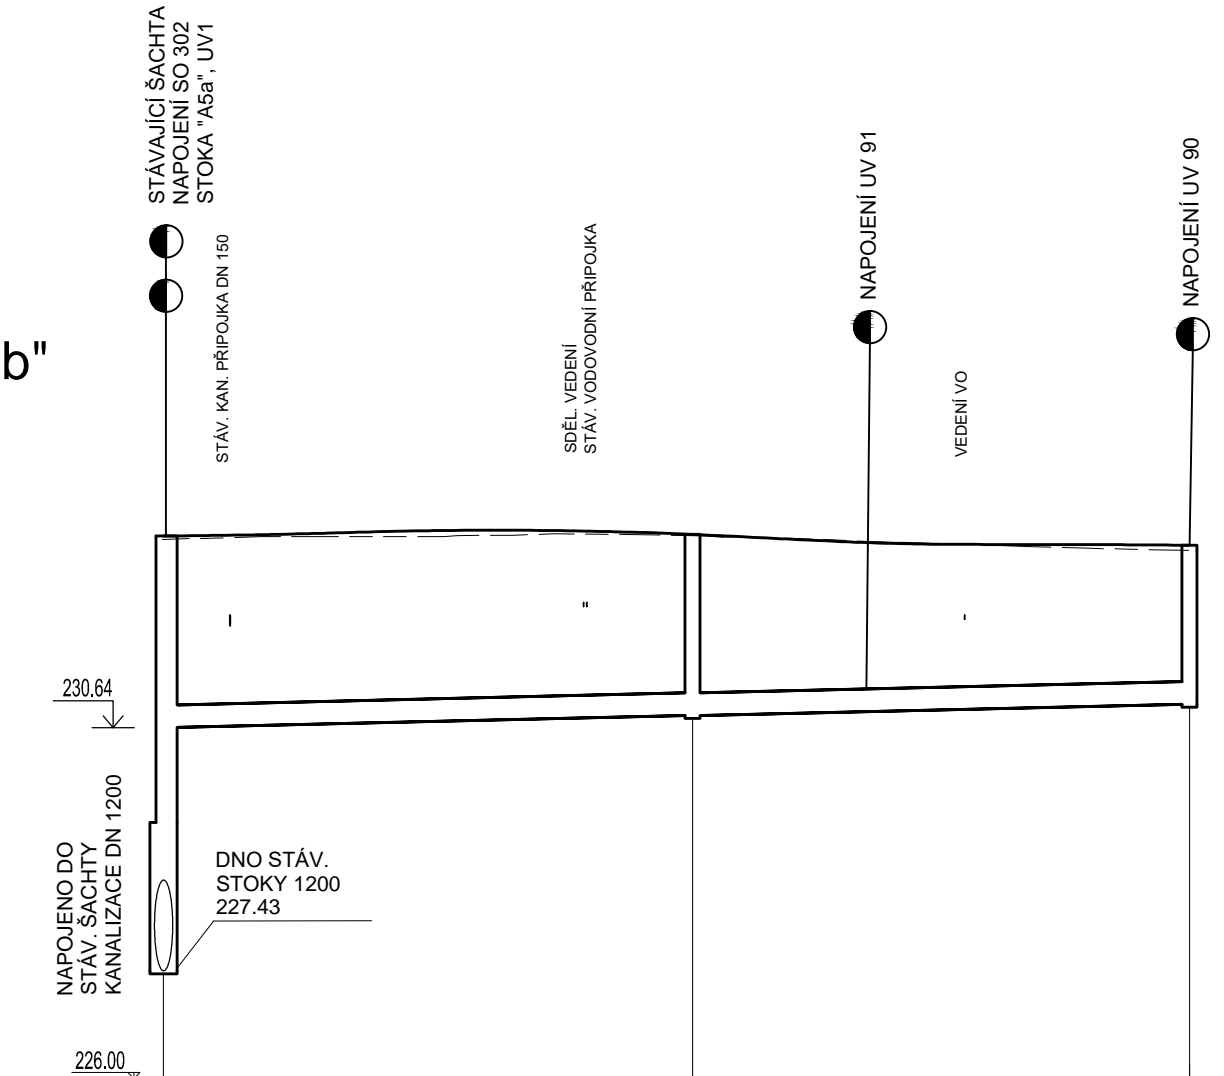 STÁVAJÍCÍ ŠACHTA
NAPOJENÍ SO 302
STOKA "A5a", UV1
STÁV. KAN. PŘIPOJKA DN 150
SDĚL. VEDENÍ
STÁV. VODOVODNÍ PŘIPOJKA
NAPOJENÍ UV 91
VEDENÍ VO
NAPOJENÍ UV 90
b"
230.64
NAPOJENO DO
STÁV. ŠACHTY
KANALIZACE DN 1200
DNO STÁV.
STOKY 1200
227.43
226.00